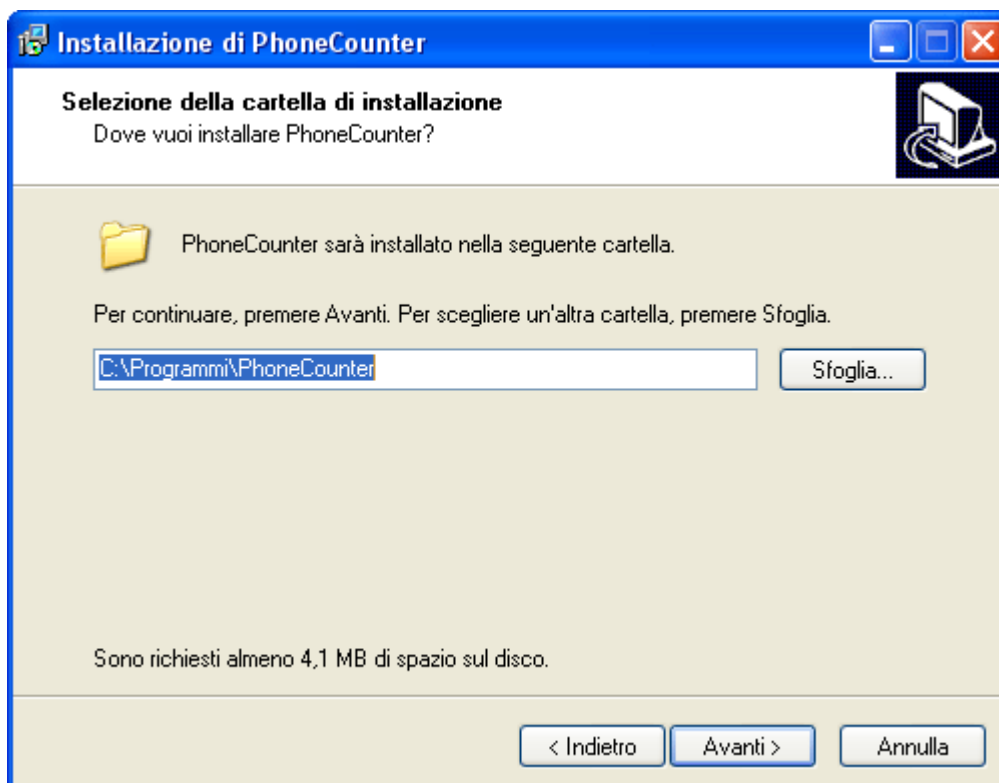 Installazione di PhoneCounter
Selezione della cartella di installazione
Dove vuoi installare PhoneCounter?
PhoneCounter sarà installato nella seguente cartella.
Per continuare, premere Avanti. Per scegliere un'altra cartella, premere Sfoglia.
C:\Programmi\PhoneCounter
Sfoglia...
Sono richiesti almeno 4,1 MB di spazio sul disco.
< Indietro
Avanti >
Annulla